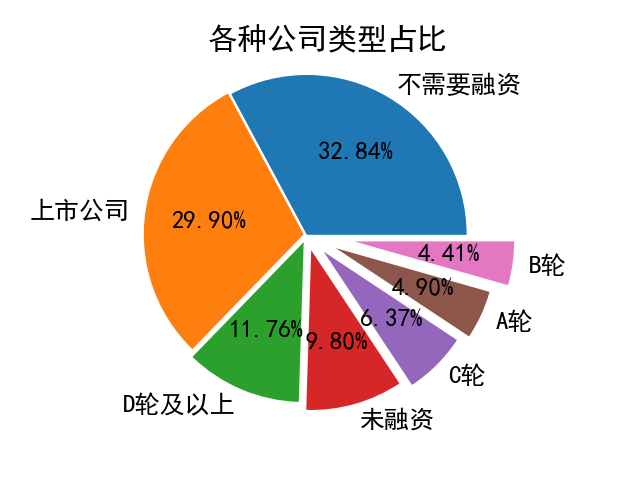 各种公司类型占比
不需要融资
32.84%
上市公司
29.90%
D轮及以上
11.76%
未融资
9.80%
C轮
6.37%
A轮
4.90%
B轮
4.41%